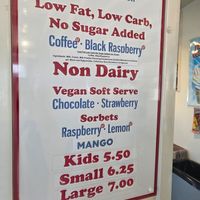 Low Fat, Low Carb,
No Sugar Added
Coffee • Black Raspberry
Non Dairy
Vegan Soft Serve
Chocolate • Strawberry
Sorbets
Raspberry • Lemon
MANGO
Kids 5.50
Small 6.25
Large 7.00